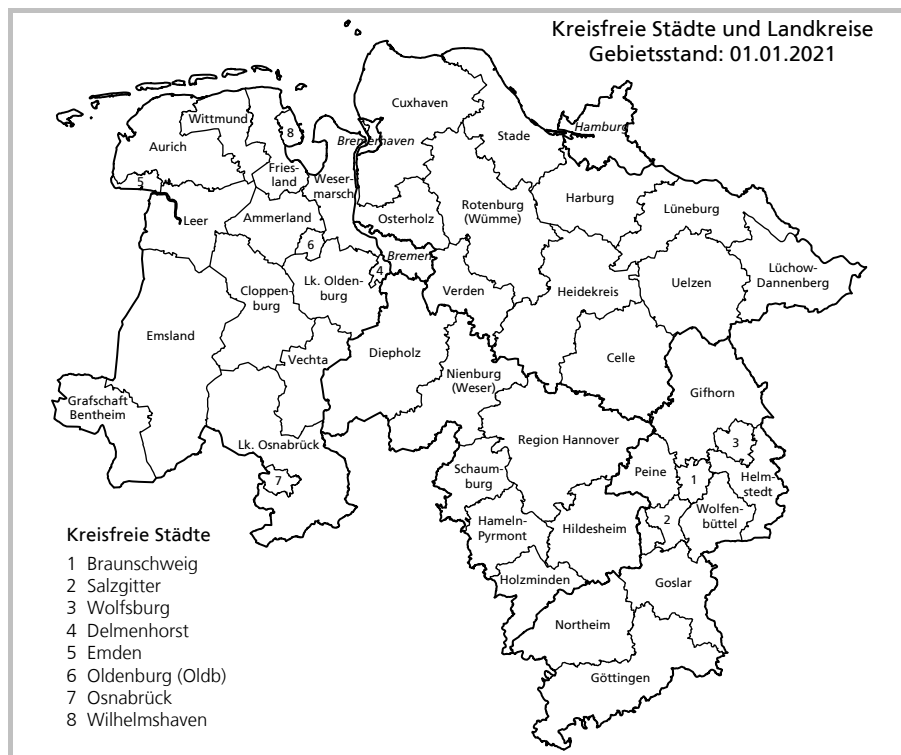 Kreisfreie Städte und Landkreise
Gebietsstand: 01.01.2021
Cuxhaven
Wittmund
8
Stade
Hamburg
Aurich
Bremerhaven
Fries-
land
Weser-
marsch
5
Harburg
Leer
Ammerland
Osterholz
Rotenburg
(Wümme)
Lüneburg
6
Bremen
4
Lk. Olden-
burg
Cloppen-
burg
Verden
Heidekreis
Uelzen
Lüchow-
Dannenberg
Emsland
Vechta
Diepholz
Celle
Nienburg
(Weser)
Grafschaft
Bentheim
Gifhorn
Lk. Osnabrück
Region Hannover
3
7
Schaum-
burg
Peine
1
Helm-
stedt
2
Wolfen-
büttel
Hameln-
Pyrmont
Hildesheim
Holzminden
Goslar
Northeim
Göttingen
Kreisfreie Städte
1 Braunschweig
2 Salzgitter
3 Wolfsburg
4 Delmenhorst
5 Emden
6 Oldenburg (Oldb)
7 Osnabrück
8 Wilhelmshaven